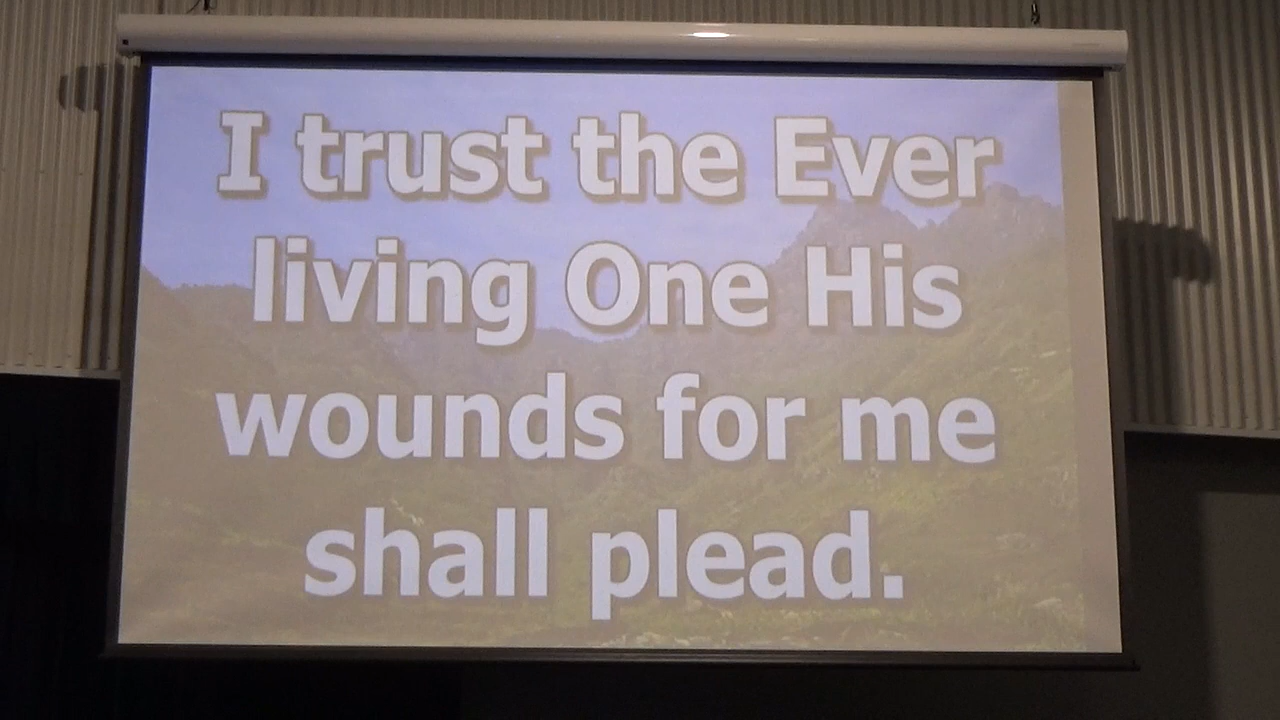 I trust the Ever
living One His
wounds for me
shall plead.